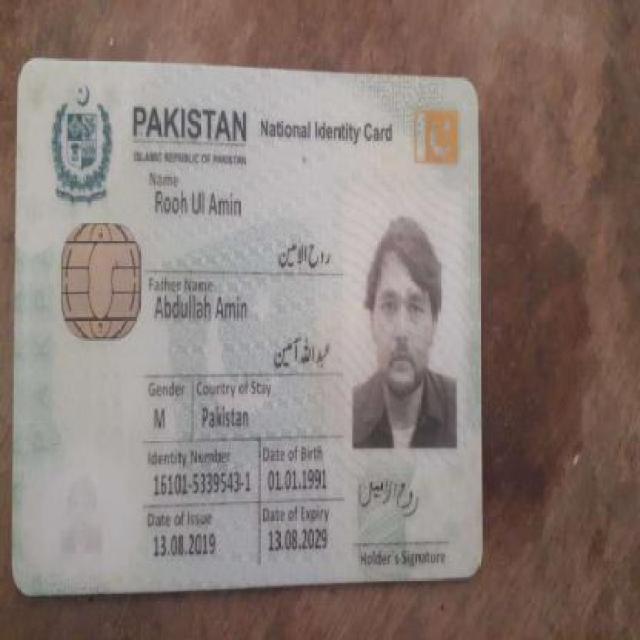 PAKISTAN National Identity Card
ISLAMIC REPUBLIC OF PAKISTAN
Name
Rooh Ul Amin
روح الامین
Father Name
Abdullah Amin
عبداللہ آمین
Gender Country of Stay
M Pakistan
Identity Number Date of Birth
16101-5339543-1 01.01.1991
Date of Issue Date of Expiry
13.08.2019 13.08.2029
روح الامین
Holder's Signature